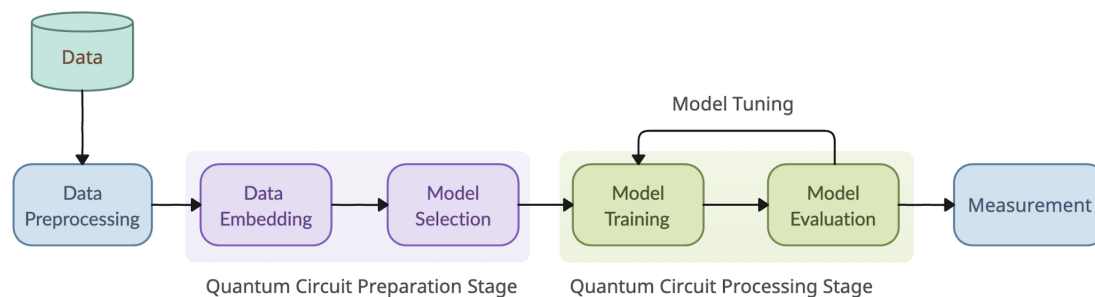 Data
Model Tuning
Data
Preprocessing
Data
Embedding
Model
Selection
Model
Training
Model
Evaluation
Measurement
Quantum Circuit Preparation Stage
Quantum Circuit Processing Stage